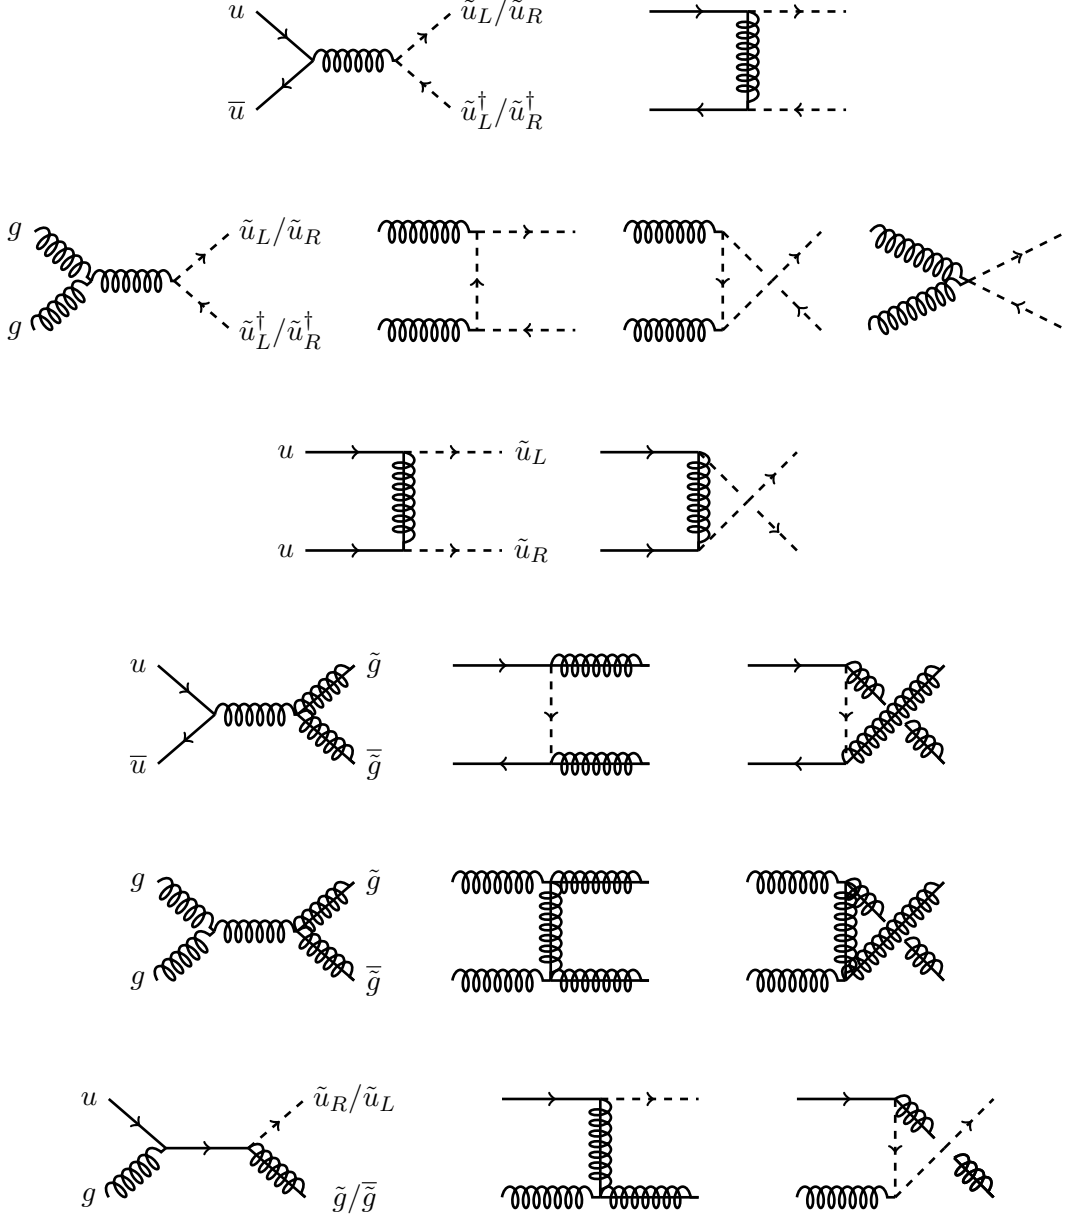 u
ũ_L/ũ_R
u̅
ũ_L^†/ũ_R^†
g
ũ_L/ũ_R
g
ũ_L^†/ũ_R^†
u
ũ_L
u
ũ_R
u
g̃
u̅
g̃̅
g
g̃
g
g̃̅
u
ũ_R/ũ_L
g
g̃/g̃̅